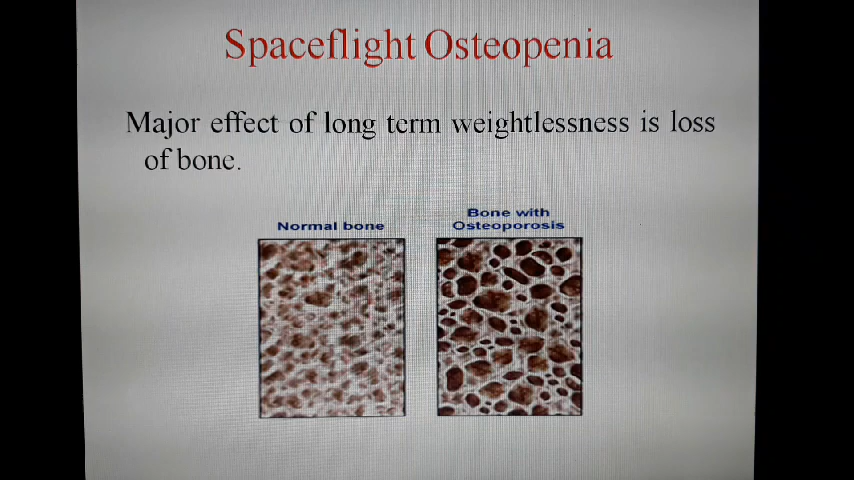 Spaceflight Osteopenia
Major effect of long term weightlessness is loss
of bone.
Normal bone
Bone with
Osteoporosis